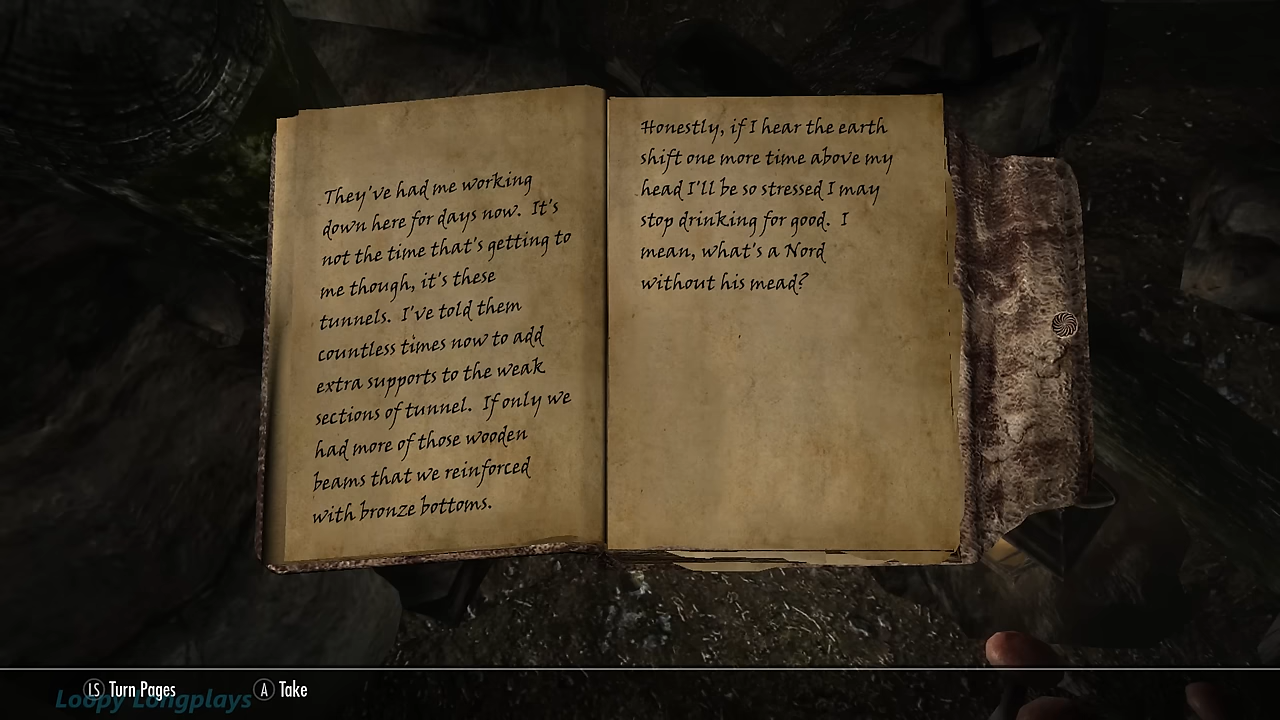 They've had me working
down here for days now.  It's
not the time that's getting to
me though, it's these
tunnels.  I've told them
countless times now to add
extra supports to the weak
sections of tunnel.  If only we
had more of those wooden
beams that we reinforced
with bronze bottoms.
Honestly, if I hear the earth
shift one more time above my
head I'll be so stressed I may
stop drinking for good.  I
mean, what's a Nord
without his mead?
LS Turn Pages
A Take
Loopy Longplays